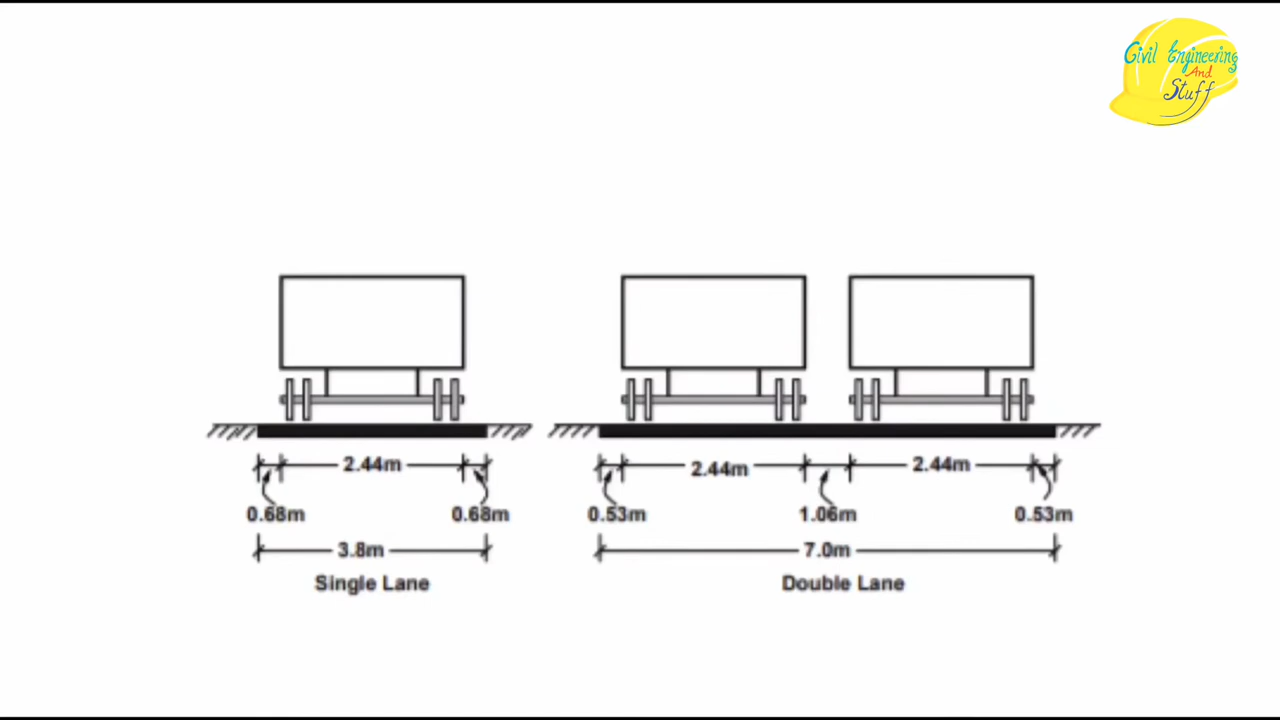 Civil Engineering
And
Stuff
2.44m
2.44m
2.44m
0.68m
0.68m
0.53m
1.06m
0.53m
3.8m
7.0m
Single Lane
Double Lane